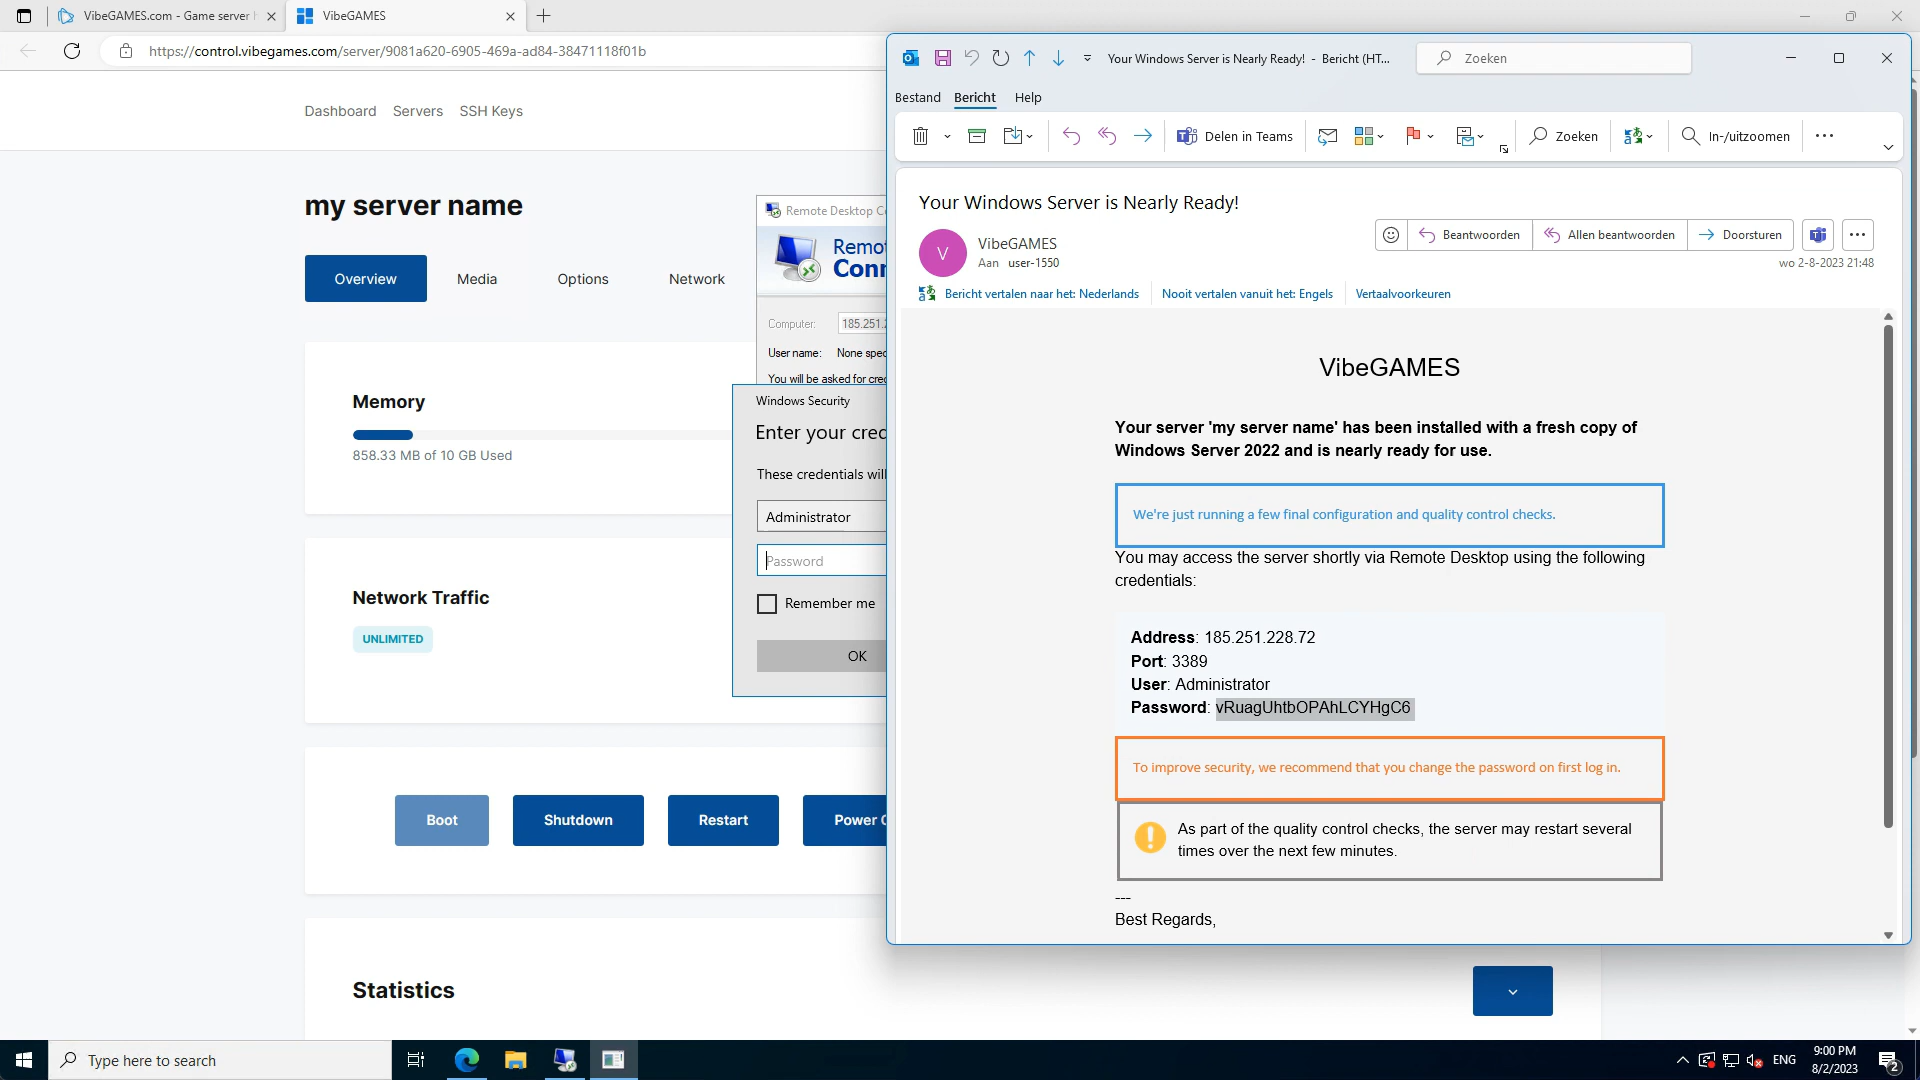 VibeGAMES.com - Game server
VibeGAMES
https://control.vibegames.com/server/9081a620-6905-469a-ad84-38471118f01b
Dashboard Servers SSH Keys
my server name
Overview Media Options Network
Memory
858.33 MB of 10 GB Used
Network Traffic
UNLIMITED
Boot Shutdown Restart Power
Statistics
Remote Desktop
Computer: 185.251.
User name: None
You will be asked for
Windows Security
Enter your
These credentials
Administrator
Password
Remember me
OK
Your Windows Server is Nearly Ready! - Bericht (HT...
Zoeken
Bestand Bericht Help
Delen in Teams Zoeken In-/uitzoomen
Your Windows Server is Nearly Ready!
V
VibeGAMES
Aan user-1550
Beantwoorden Allen beantwoorden Doorsturen
wo 2-8-2023 21:48
Bericht vertalen naar het: Nederlands Nooit vertalen vanuit het: Engels Vertaalvoorkeuren
VibeGAMES
Your server 'my server name' has been installed with a fresh copy of
Windows Server 2022 and is nearly ready for use.
We're just running a few final configuration and quality control checks.
You may access the server shortly via Remote Desktop using the following
credentials:
Address: 185.251.228.72
Port: 3389
User: Administrator
Password: vRuagUhtbOPAhLCYHgC6
To improve security, we recommend that you change the password on first log in.
As part of the quality control checks, the server may restart several
times over the next few minutes.
---
Best Regards,
Type here to search
ENG
9:00 PM
8/2/2023
2